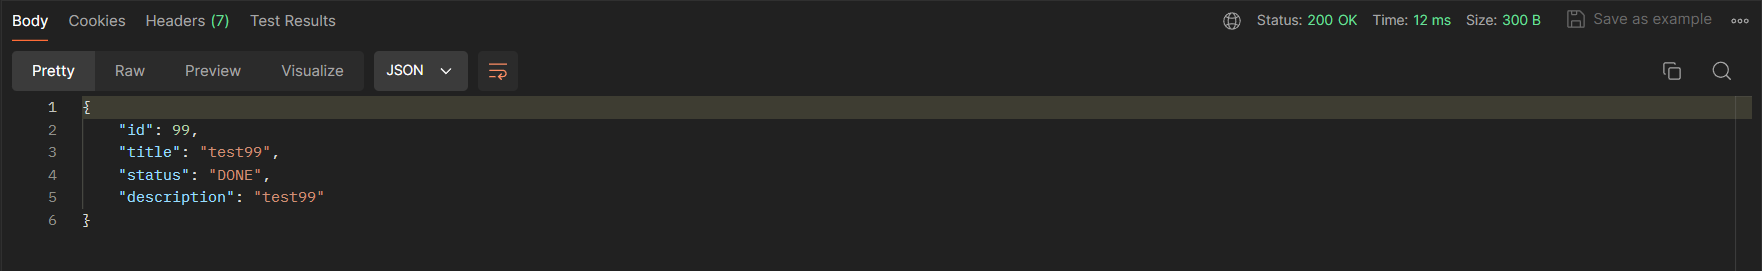 Body Cookies Headers (7) Test Results Status: 200 OK Time: 12 ms Size: 300 B Save as example
Pretty Raw Preview Visualize JSON
1 {
2 "id": 99,
3 "title": "test99",
4 "status": "DONE",
5 "description": "test99"
6 }